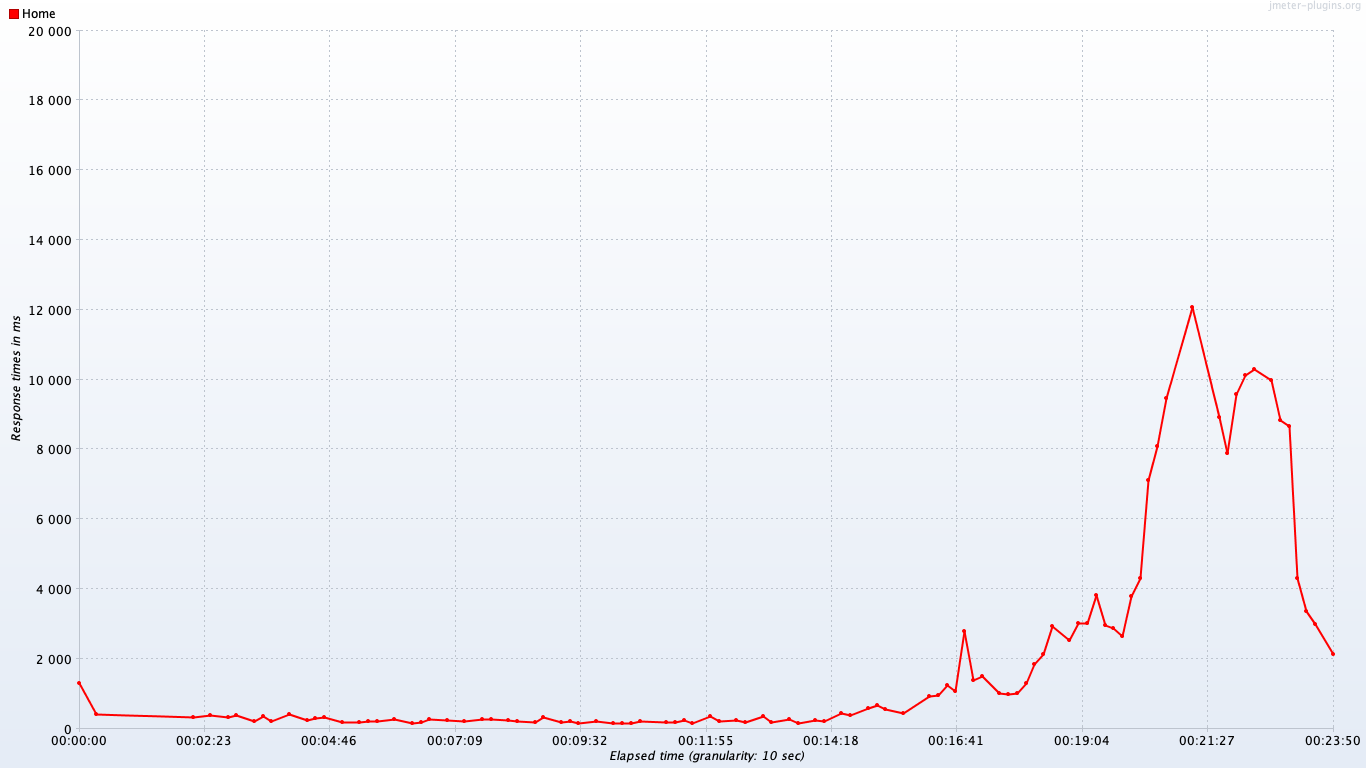 Home
jmeter-plugins.org
20 000
18 000
16 000
14 000
12 000
10 000
8 000
6 000
4 000
2 000
0
Response times in ms
00:00:00 00:02:23 00:04:46 00:07:09 00:09:32 00:11:55 00:14:18 00:16:41 00:19:04 00:21:27 00:23:50
Elapsed time (granularity: 10 sec)